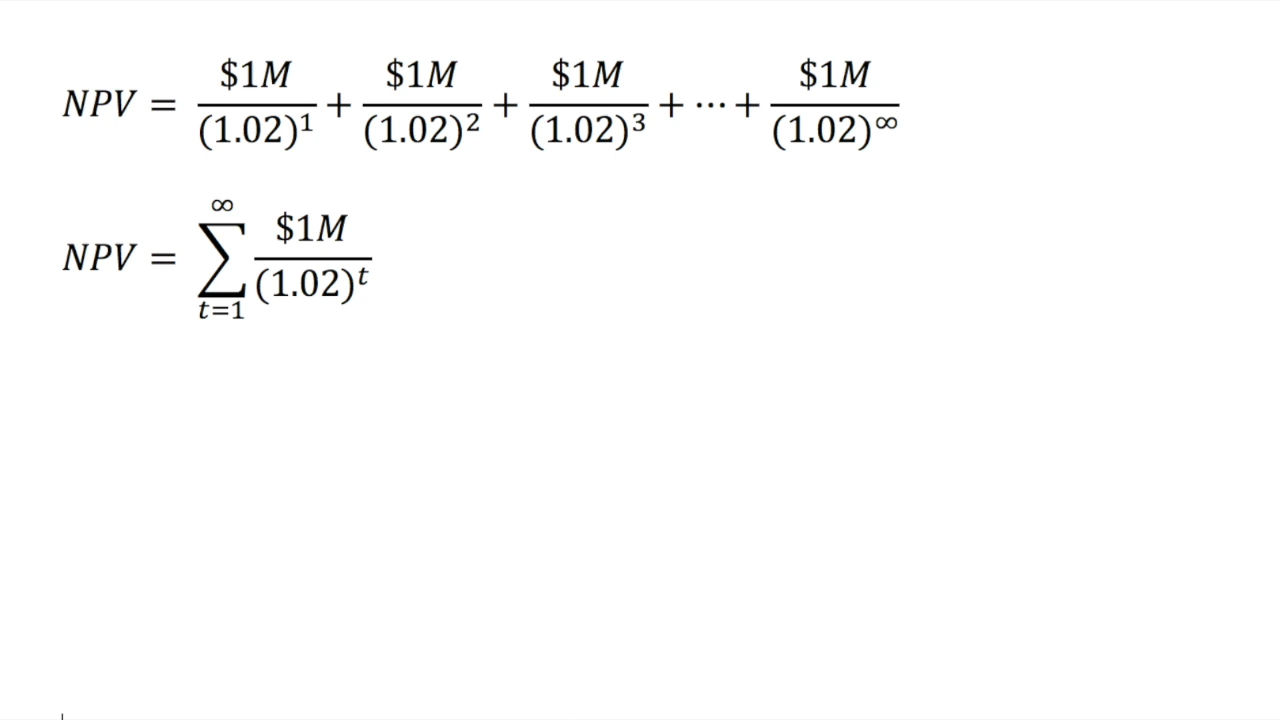 NPV = $1M/(1.02)^1 + $1M/(1.02)^2 + $1M/(1.02)^3 + ⋯ + $1M/(1.02)^∞
NPV = ∑_{t=1}^{∞} $1M/(1.02)^t